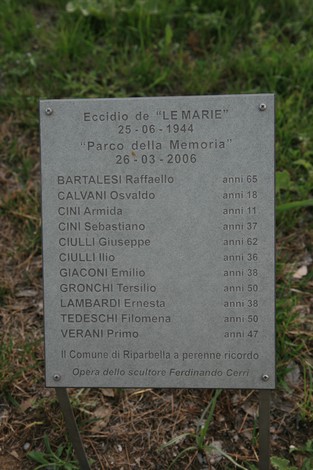 Eccidio de "LE MARIE"
25 - 06 - 1944
"Parco della Memoria"
26 - 03 - 2006
BARTALESI Raffaello anni 65
CALVANI Osvaldo anni 18
CINI Armida anni 11
CINI Sebastiano anni 37
CIULLI Giuseppe anni 62
CIULLI Ilio anni 36
GIACONI Emilio anni 38
GRONCHI Tersilio anni 50
LAMBARDI Ernesta anni 38
TEDESCHI Filomena anni 50
VERANI Primo anni 47
Il Comune di Riparbella a perenne ricordo
Opera dello scultore Ferdinando Cerri